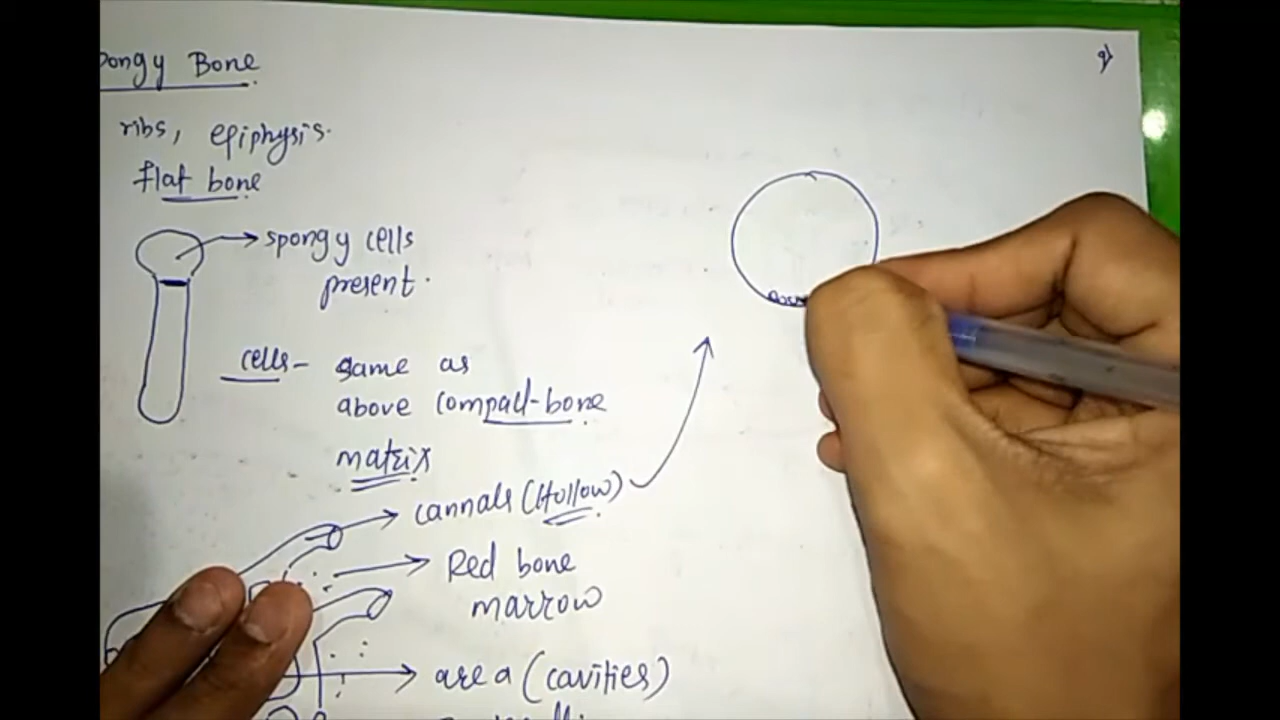 pongy Bone
ribs, epiphysis.
flat bone
spongy cells
present.
cells - same as
above compact-bone
matrix
cannals (Hollow)
Red bone
marrow
area (cavities)